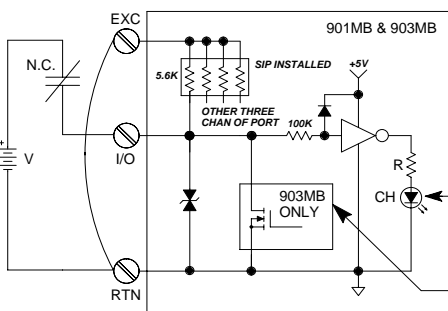 EXC
901MB & 903MB
N.C.
+5V
5.6K
SIP INSTALLED
OTHER THREE
CHAN OF PORT
100K
+
V
I/O
R
903MB
ONLY
CH
RTN